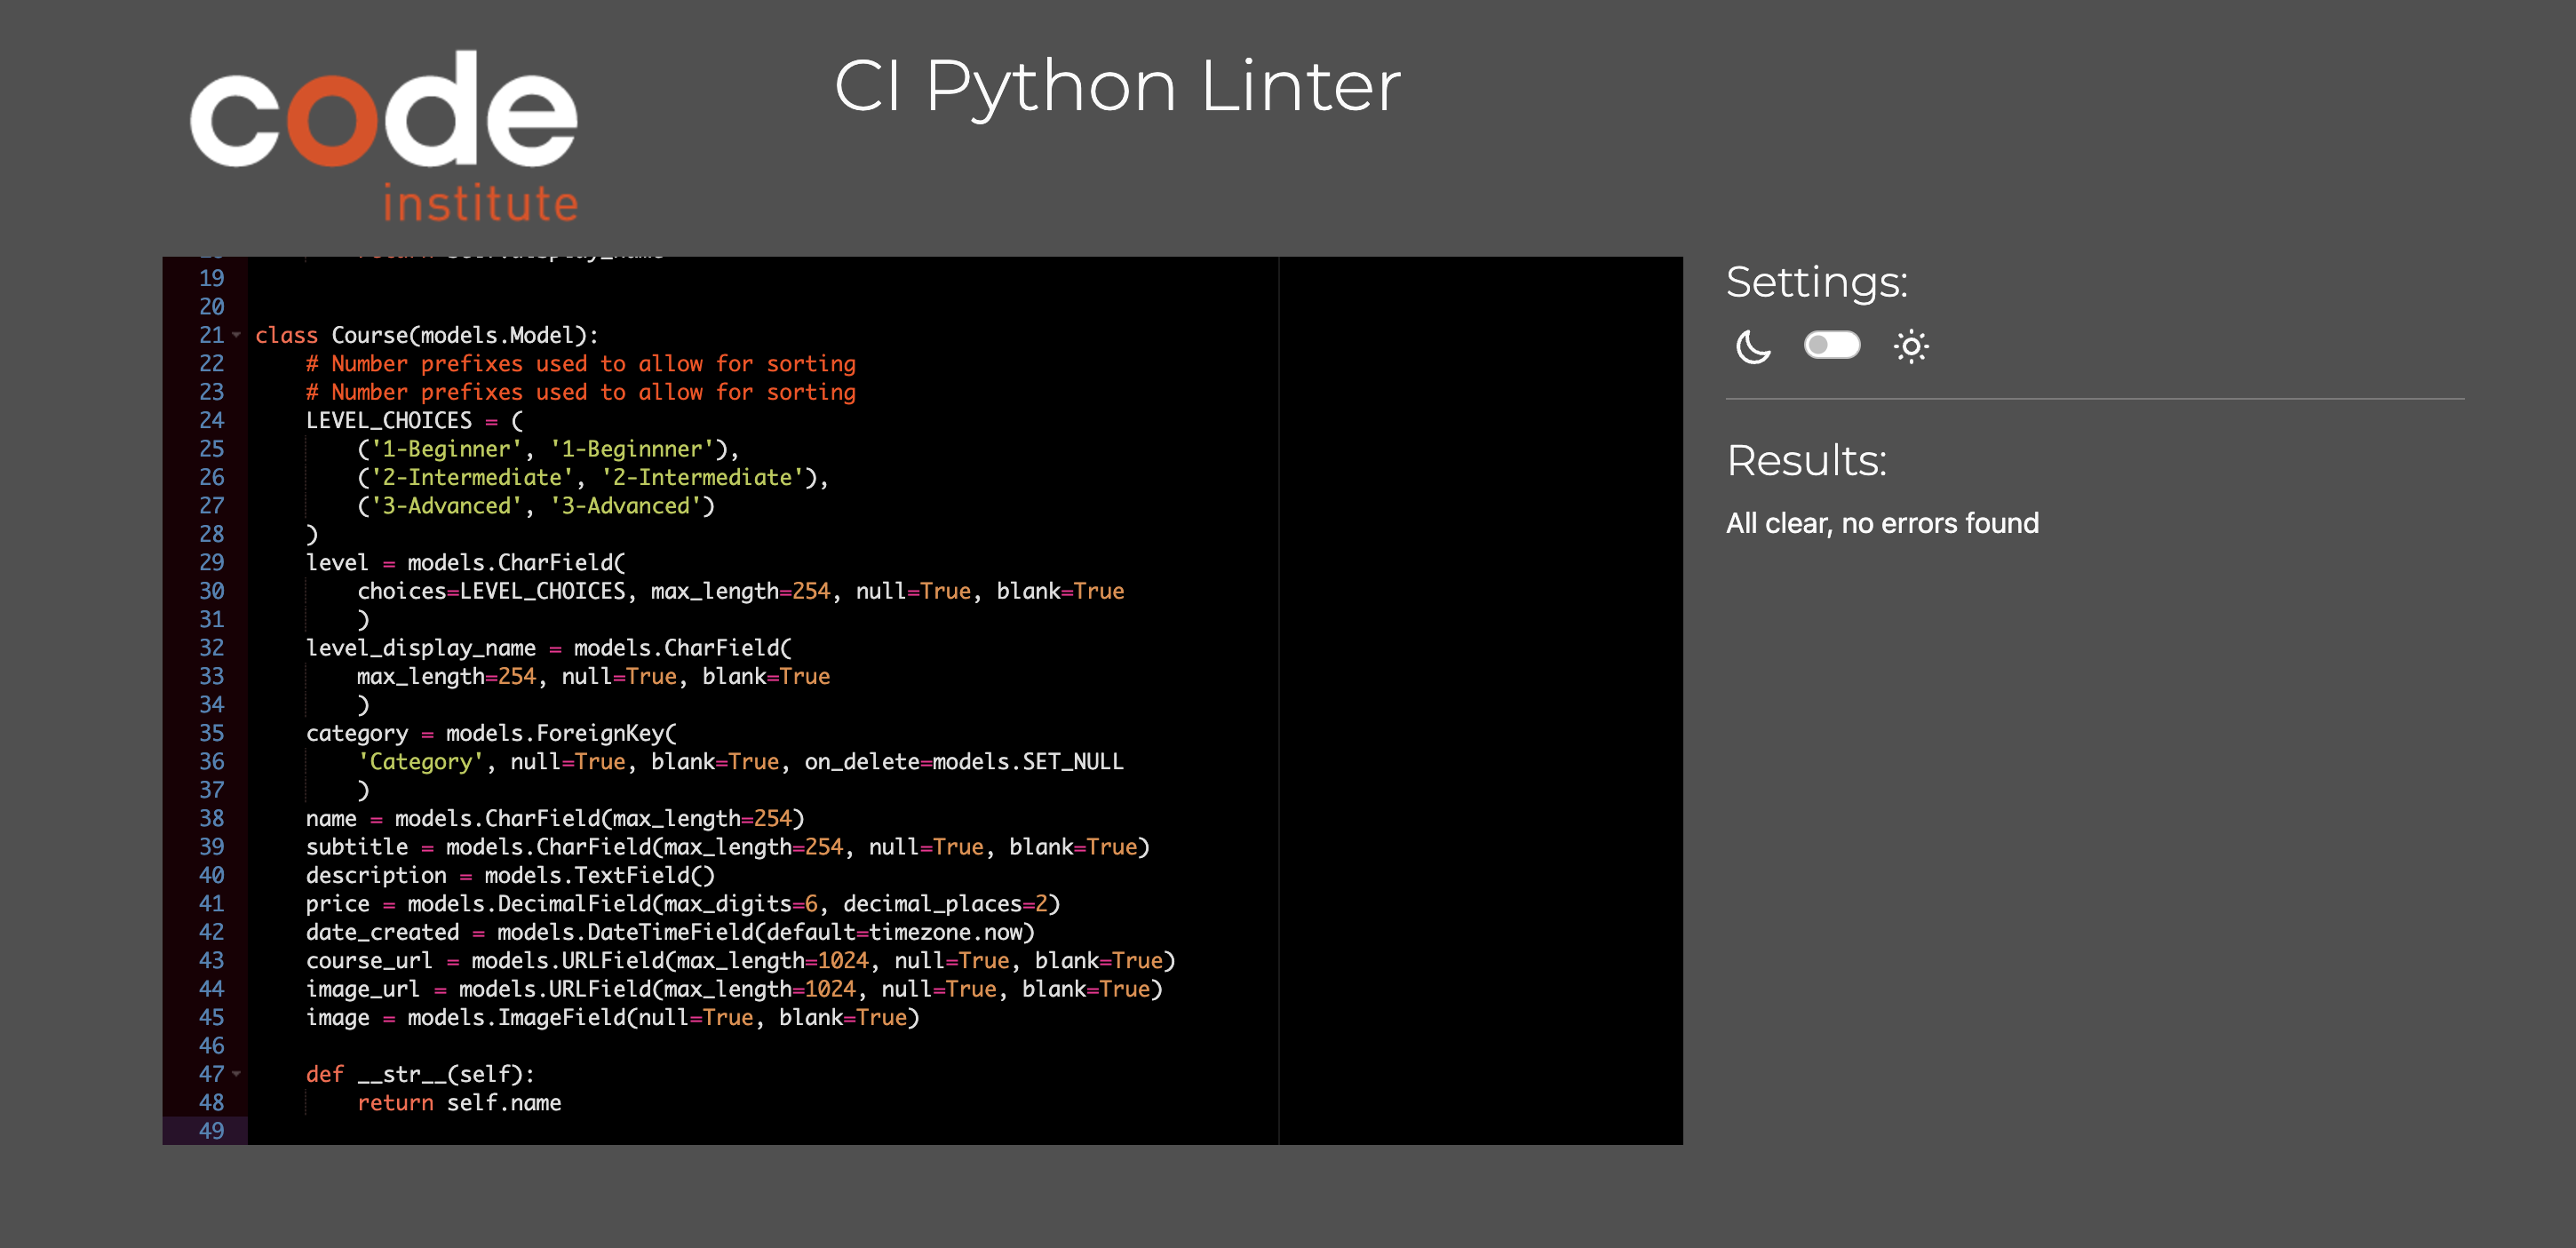 code
institute
CI Python Linter
19
20
21 class Course(models.Model):
22     # Number prefixes used to allow for sorting
23     # Number prefixes used to allow for sorting
24     LEVEL_CHOICES = (
25         ('1-Beginner', '1-Beginnner'),
26         ('2-Intermediate', '2-Intermediate'),
27         ('3-Advanced', '3-Advanced')
28     )
29     level = models.CharField(
30         choices=LEVEL_CHOICES, max_length=254, null=True, blank=True
31         )
32     level_display_name = models.CharField(
33         max_length=254, null=True, blank=True
34         )
35     category = models.ForeignKey(
36         'Category', null=True, blank=True, on_delete=models.SET_NULL
37         )
38     name = models.CharField(max_length=254)
39     subtitle = models.CharField(max_length=254, null=True, blank=True)
40     description = models.TextField()
41     price = models.DecimalField(max_digits=6, decimal_places=2)
42     date_created = models.DateTimeField(default=timezone.now)
43     course_url = models.URLField(max_length=1024, null=True, blank=True)
44     image_url = models.URLField(max_length=1024, null=True, blank=True)
45     image = models.ImageField(null=True, blank=True)
46
47     def __str__(self):
48         return self.name
49
Settings:
Results:
All clear, no errors found